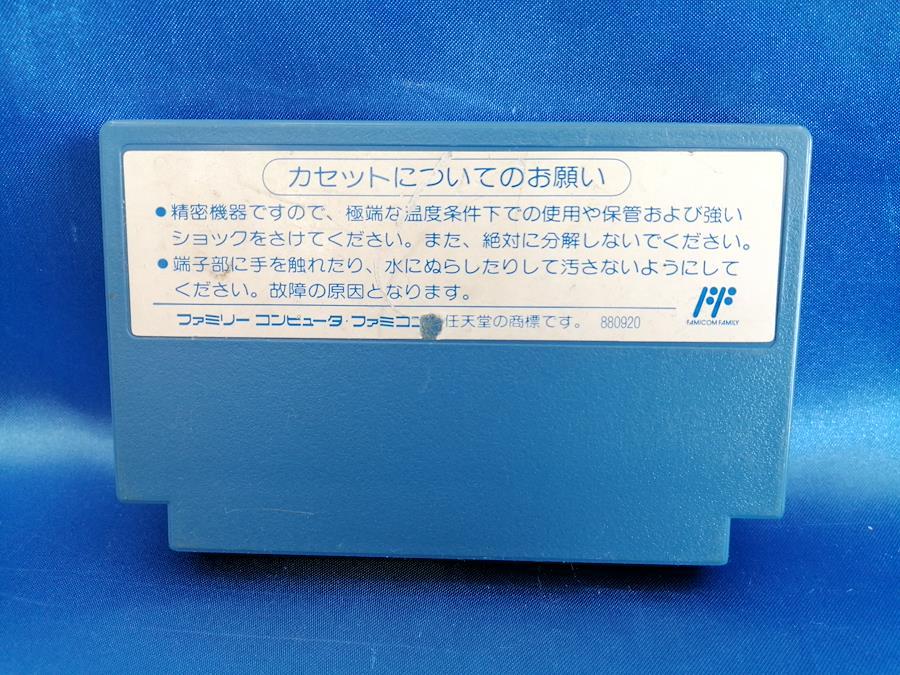 カセットについてのお願い
●精密機器ですので、極端な温度条件下での使用や保管および強い
ショックをさけてください。また、絶対に分解しないでください。
●端子部に手を触れたり、水にぬらしたりして汚さないようにして
ください。故障の原因となります。
ファミリー コンピュータ・ファミコン 任天堂の商標です。 880920
FAMICOM FAMILY